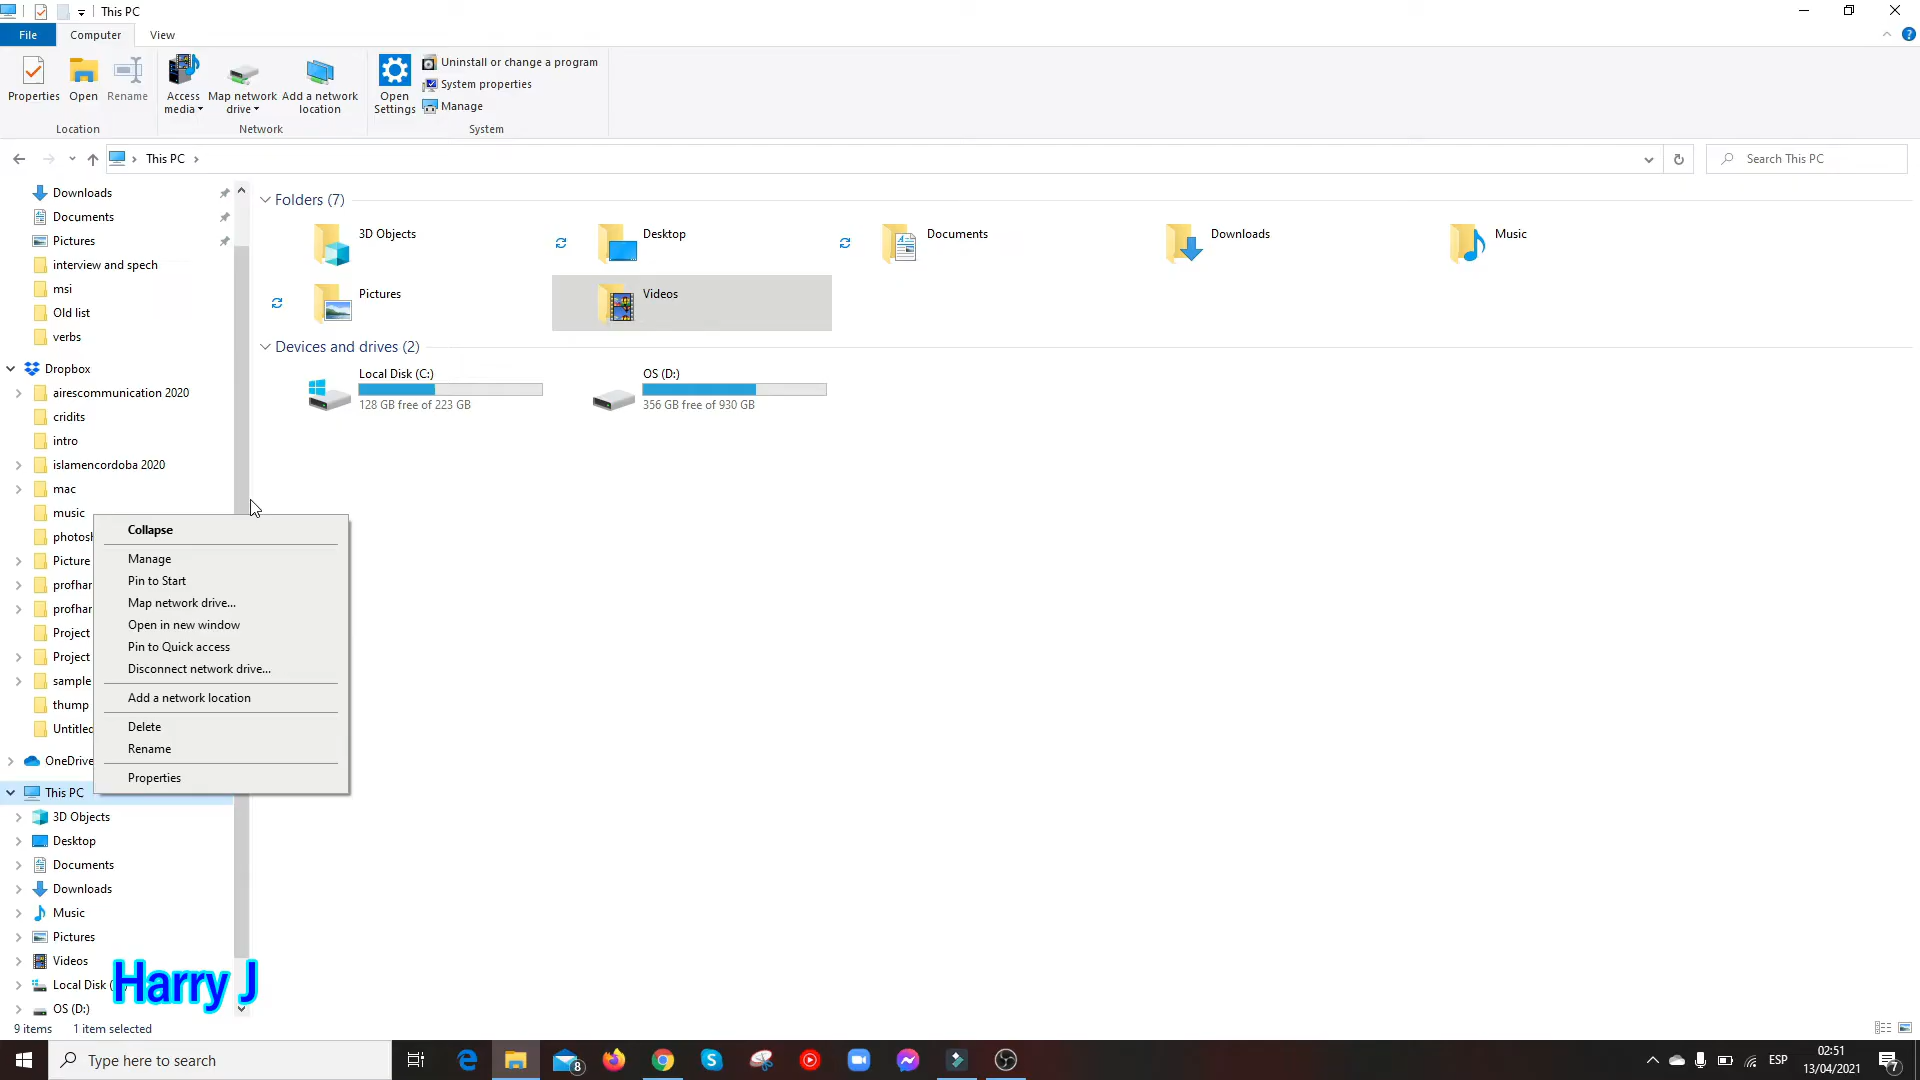 This PC
File
Computer
View
Properties
Open
Rename
Access
media
Map network
drive
Add a network
location
Open
Settings
Uninstall or change a program
System properties
Manage
Location
Network
System
This PC
Search This PC
Downloads
Documents
Pictures
interview and spech
msi
Old list
verbs
Dropbox
airescommunication 2020
cridits
intro
islamencordoba 2020
mac
music
photosh
Picture
profhar
profhar
Project
Project
sample
thump
Untitled
OneDrive
This PC
3D Objects
Desktop
Documents
Downloads
Music
Pictures
Videos
Local Disk (
OS (D:)
Folders (7)
3D Objects
Desktop
Documents
Downloads
Music
Pictures
Videos
Devices and drives (2)
Local Disk (C:)
128 GB free of 223 GB
OS (D:)
356 GB free of 930 GB
Collapse
Manage
Pin to Start
Map network drive...
Open in new window
Pin to Quick access
Disconnect network drive...
Add a network location
Delete
Rename
Properties
Harry J
9 items
1 item selected
Type here to search
8
ESP
02:51
13/04/2021
7